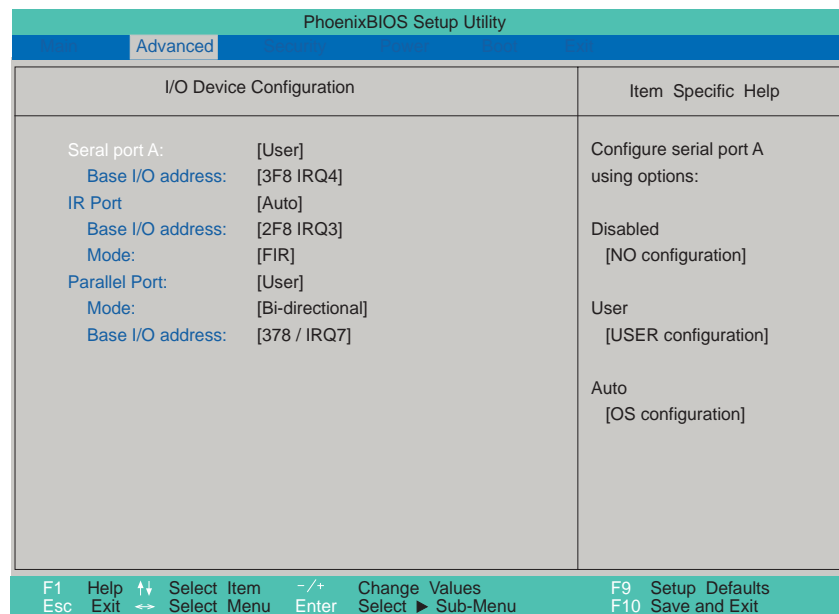 PhoenixBIOS Setup Utility
Main Advanced Security Power Boot Exit
I/O Device Configuration
Item Specific Help
Seral port A: [User]
Base I/O address: [3F8 IRQ4]
IR Port [Auto]
Base I/O address: [2F8 IRQ3]
Mode: [FIR]
Parallel Port: [User]
Mode: [Bi-directional]
Base I/O address: [378 / IRQ7]
Configure serial port A
using options:
Disabled
[NO configuration]
User
[USER configuration]
Auto
[OS configuration]
F1 Help ↑↓ Select Item -/+ Change Values F9 Setup Defaults
Esc Exit ↔ Select Menu Enter Select ▶ Sub-Menu F10 Save and Exit